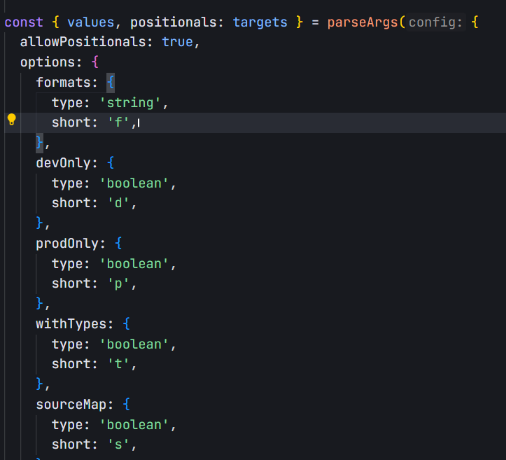 const { values, positionals: targets } = parseArgs( config: {
  allowPositionals: true,
  options: {
    formats: {
      type: 'string',
      short: 'f',
    },
    devOnly: {
      type: 'boolean',
      short: 'd',
    },
    prodOnly: {
      type: 'boolean',
      short: 'p',
    },
    withTypes: {
      type: 'boolean',
      short: 't',
    },
    sourceMap: {
      type: 'boolean',
      short: 's',